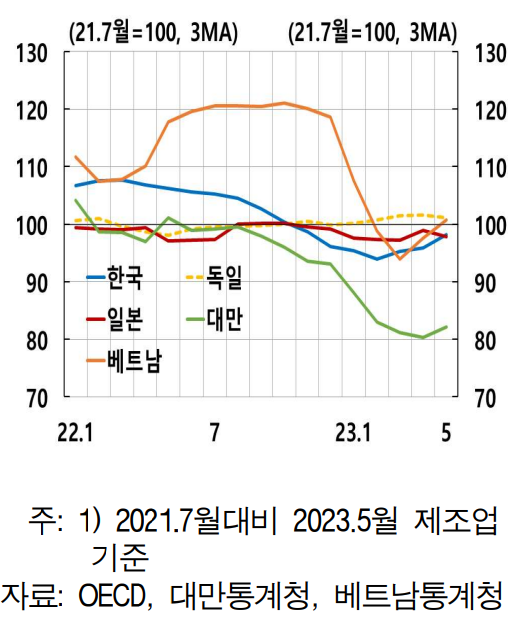 (21.7월=100, 3MA) (21.7월=100, 3MA)
130 130
120 120
110 110
100 100
90 90
80 80
70 70
한국 독일
일본 대만
베트남
22.1 7 23.1 5
주: 1) 2021.7월대비 2023.5월 제조업
기준
자료: OECD, 대만통계청, 베트남통계청